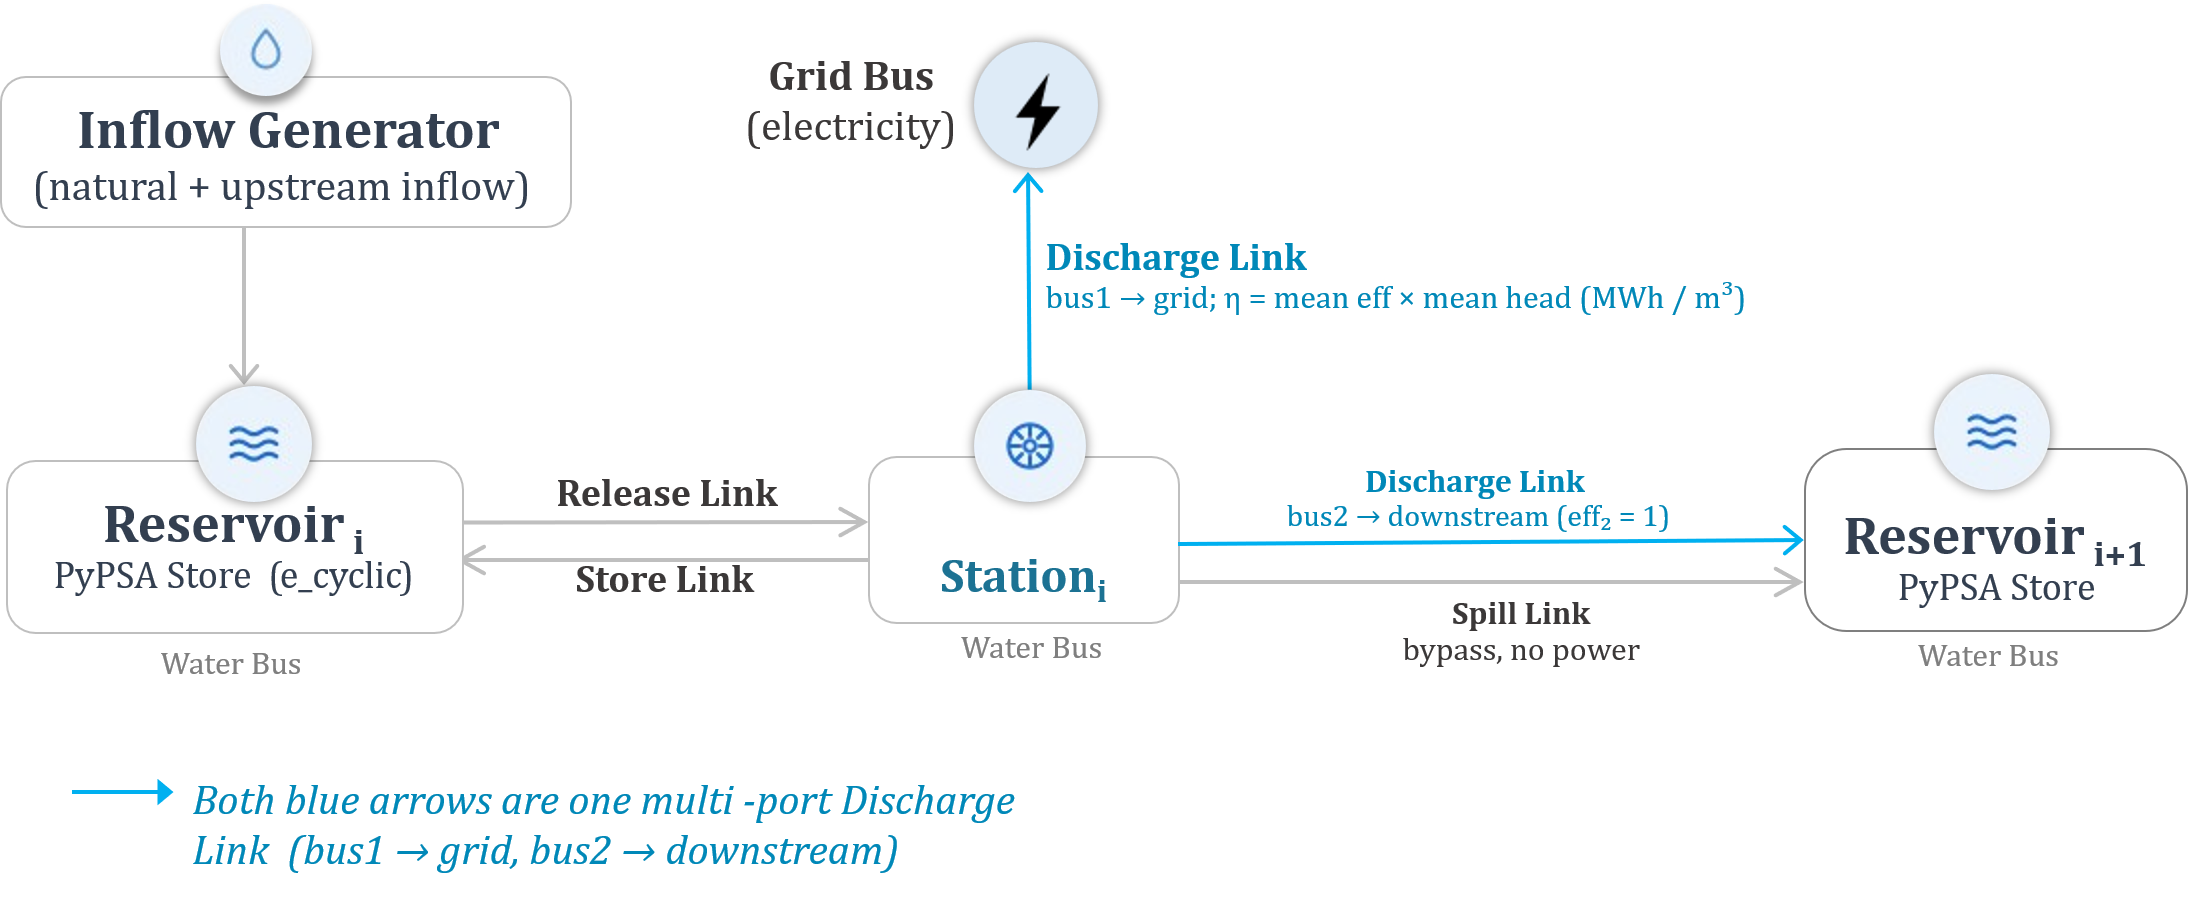 Inflow Generator
(natural + upstream inflow)
Grid Bus
(electricity)
Discharge Link
bus1 → grid; η = mean eff × mean head (MWh / m³)
Reservoir i
PyPSA Store (e_cyclic)
Water Bus
Release Link
Store Link
Stationi
Water Bus
Discharge Link
bus2 → downstream (eff₂ = 1)
Spill Link
bypass, no power
Reservoir i+1
PyPSA Store
Water Bus
Both blue arrows are one multi -port Discharge
Link (bus1 → grid, bus2 → downstream)